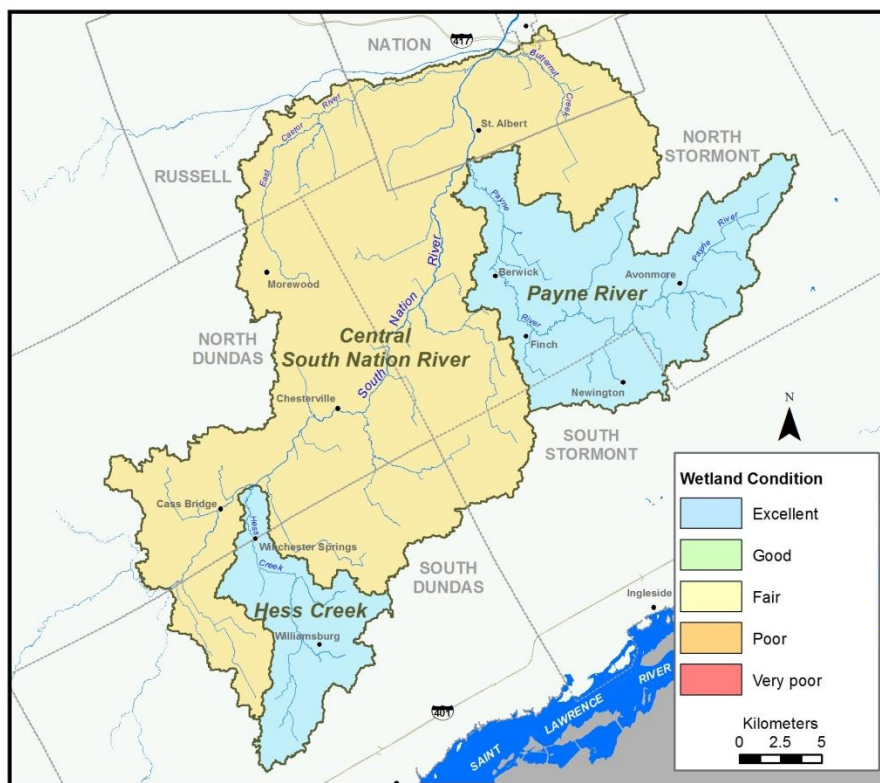 417
NATION
Butternut
Creek
St. Albert
East
Castor
River
NORTH
STORMONT
RUSSELL
Payne
River
Payne
River
Berwick
Avonmore
Payne River
Morewood
Finch
NORTH
DUNDAS
Central
South Nation River
South
Nation
River
Newington
Chesterville
SOUTH
STORMONT
N
Cass Bridge
Hess
Creek
Winchester Springs
SOUTH
DUNDAS
Hess Creek
Williamsburg
Ingleside
401
SAINT
LAWRENCE
RIVER
Wetland Condition
Excellent
Good
Fair
Poor
Very poor
Kilometers
0 2.5 5